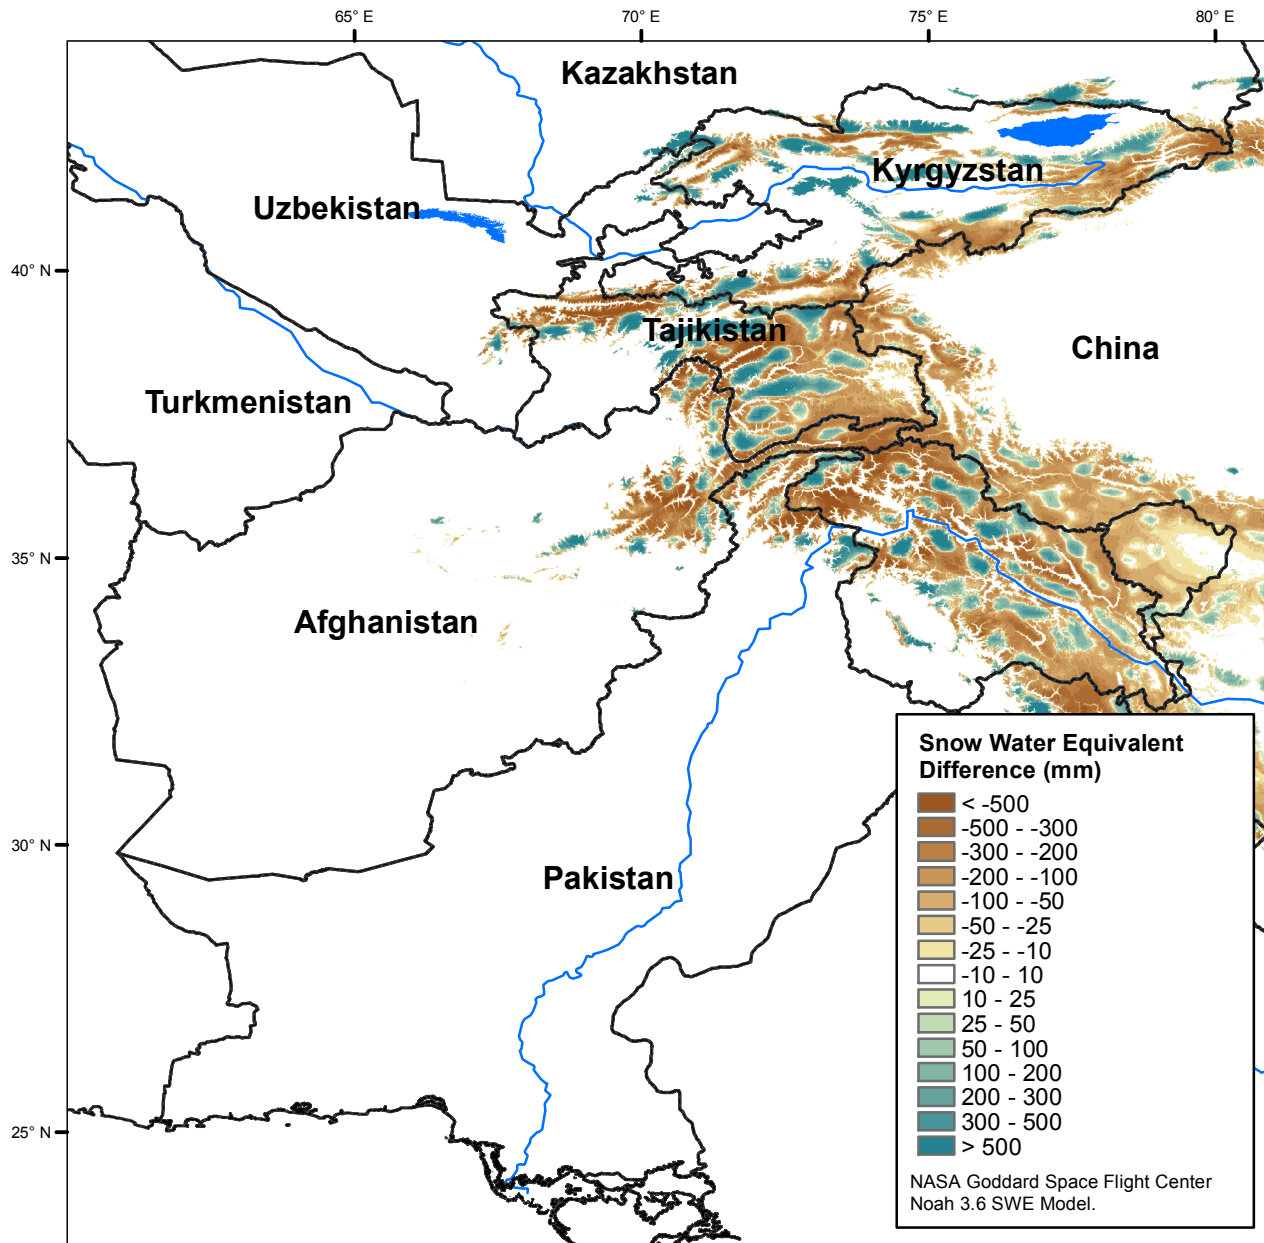 65° E
70° E
75° E
80° E
Kazakhstan
Kyrgyzstan
Uzbekistan
40° N
Tajikistan
China
Turkmenistan
35° N
Afghanistan
Snow Water Equivalent
Difference (mm)
< -500
-500 - -300
-300 - -200
-200 - -100
-100 - -50
-50 - -25
-25 - -10
-10 - 10
10 - 25
25 - 50
50 - 100
100 - 200
200 - 300
300 - 500
> 500
30° N
Pakistan
25° N
NASA Goddard Space Flight Center
Noah 3.6 SWE Model.